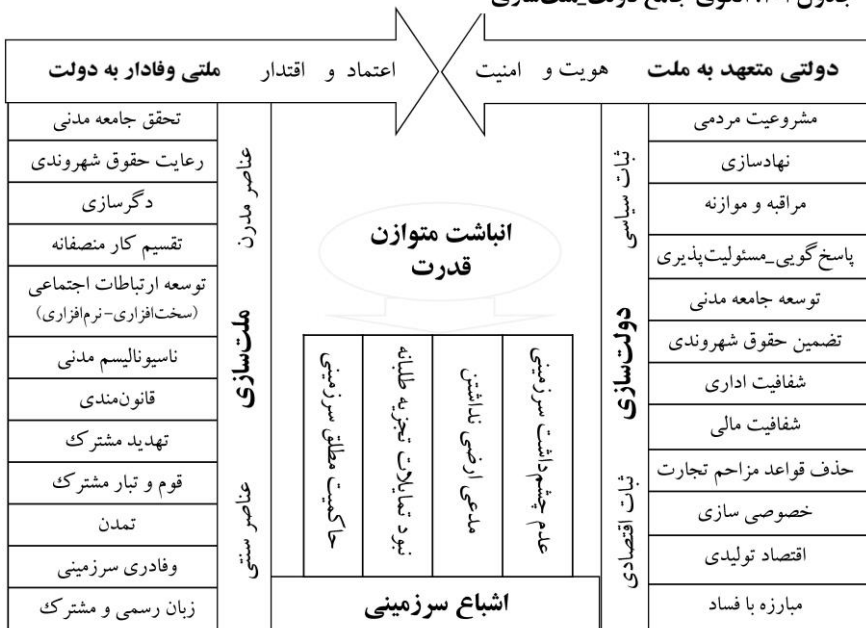 دولتی متعهد به ملت
هویت و امنیت
اعتماد و اقتدار
ملتی وفادار به دولت
مشروعیت مردمی
نهادسازی
مراقبه و موازنه
پاسخ‌گویی_مسئولیت‌پذیری
توسعه جامعه مدنی
تضمین حقوق شهروندی
شفافیت اداری
شفافیت مالی
حذف قواعد مزاحم تجارت
خصوصی سازی
اقتصاد تولیدی
مبارزه با فساد
ثبات سیاسی
دولت‌سازی
ثبات اقتصادی
انباشت متوازن
قدرت
عدم چشم‌داشت سرزمینی
مدعی ارضی نداشتن
نبود تمایلات تجزیه طلبانه
حاکمیت مطلق سرزمینی
اشباع سرزمینی
عناصر مدرن
ملت‌سازی
عناصر سنتی
تحقق جامعه مدنی
رعایت حقوق شهروندی
دگرسازی
تقسیم کار منصفانه
توسعه ارتباطات اجتماعی
(سخت‌افزاری-نرم‌افزاری)
ناسیونالیسم مدنی
قانون‌مندی
تهدید مشترک
قوم و تبار مشترک
تمدن
وفادری سرزمینی
زبان رسمی و مشترک